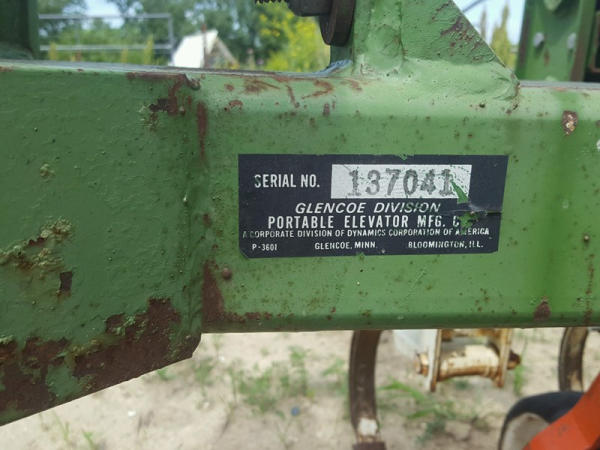 SERIAL NO. 137041
GLENCOE DIVISION
PORTABLE ELEVATOR MFG.
A CORPORATE DIVISION OF DYNAMICS CORPORATION OF AMERICA
P-3601 GLENCOE, MINN. BLOOMINGTON, ILL.